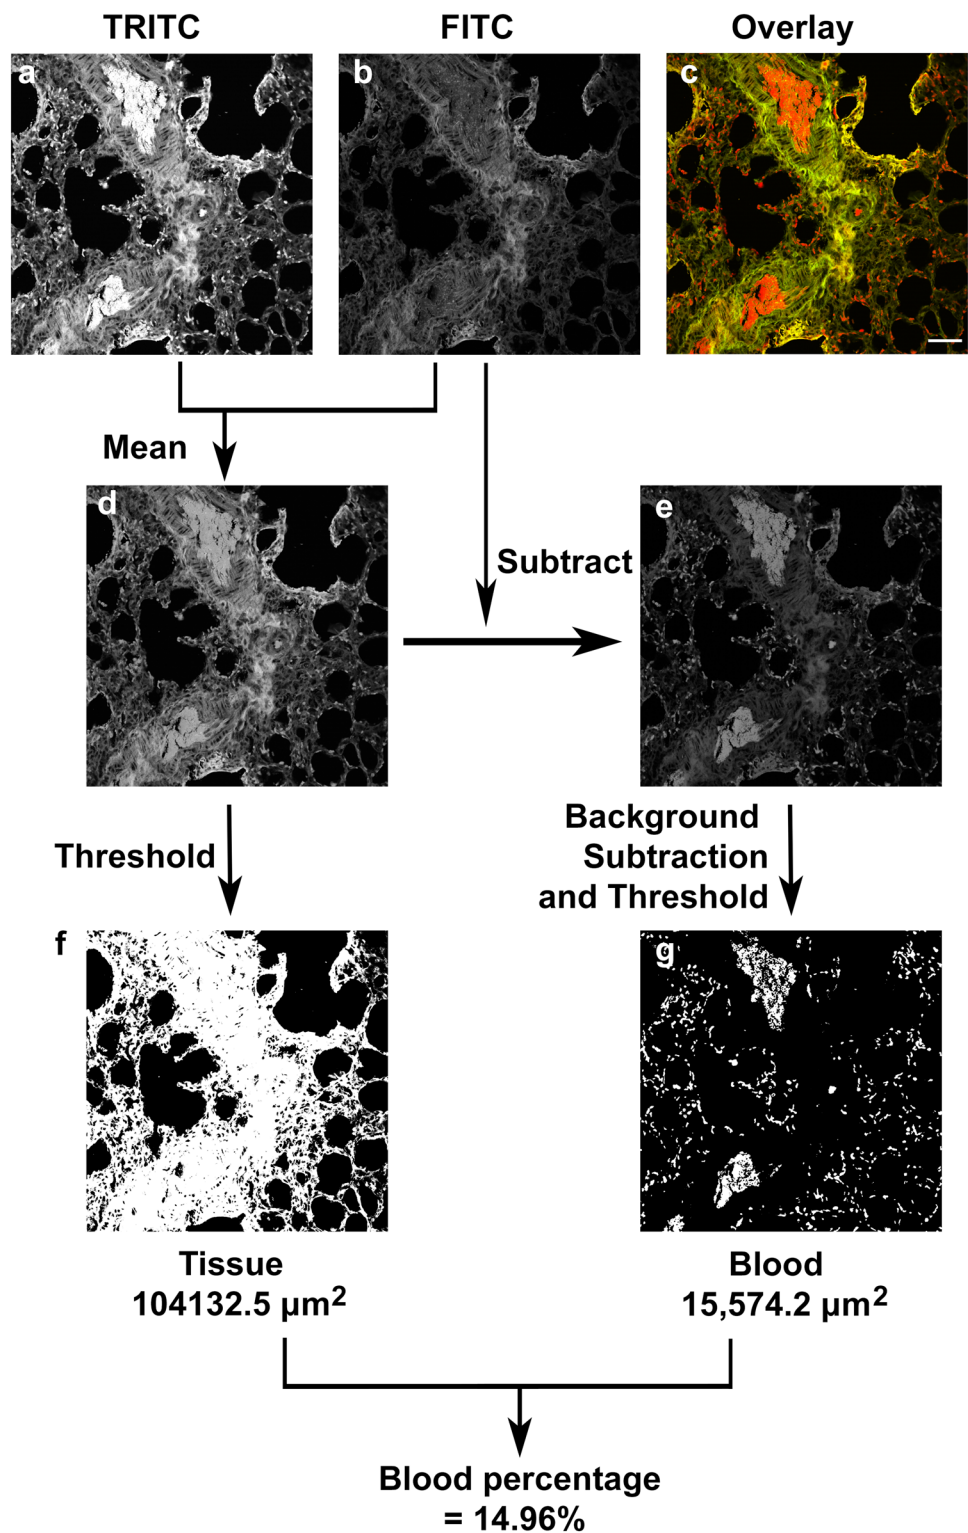 TRITC
FITC
Overlay
a
b
c
Mean
d
e
Subtract
Threshold
Background
Subtraction
and Threshold
f
g
Tissue
104132.5 µm²
Blood
15,574.2 µm²
Blood percentage
= 14.96%